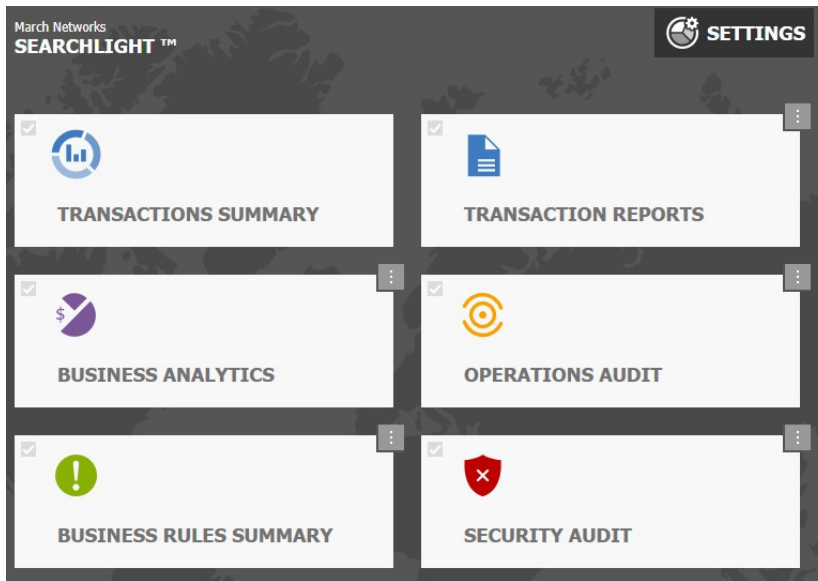 March Networks
SEARCHLIGHT ™
SETTINGS
TRANSACTIONS SUMMARY
TRANSACTION REPORTS
$
BUSINESS ANALYTICS
OPERATIONS AUDIT
BUSINESS RULES SUMMARY
SECURITY AUDIT